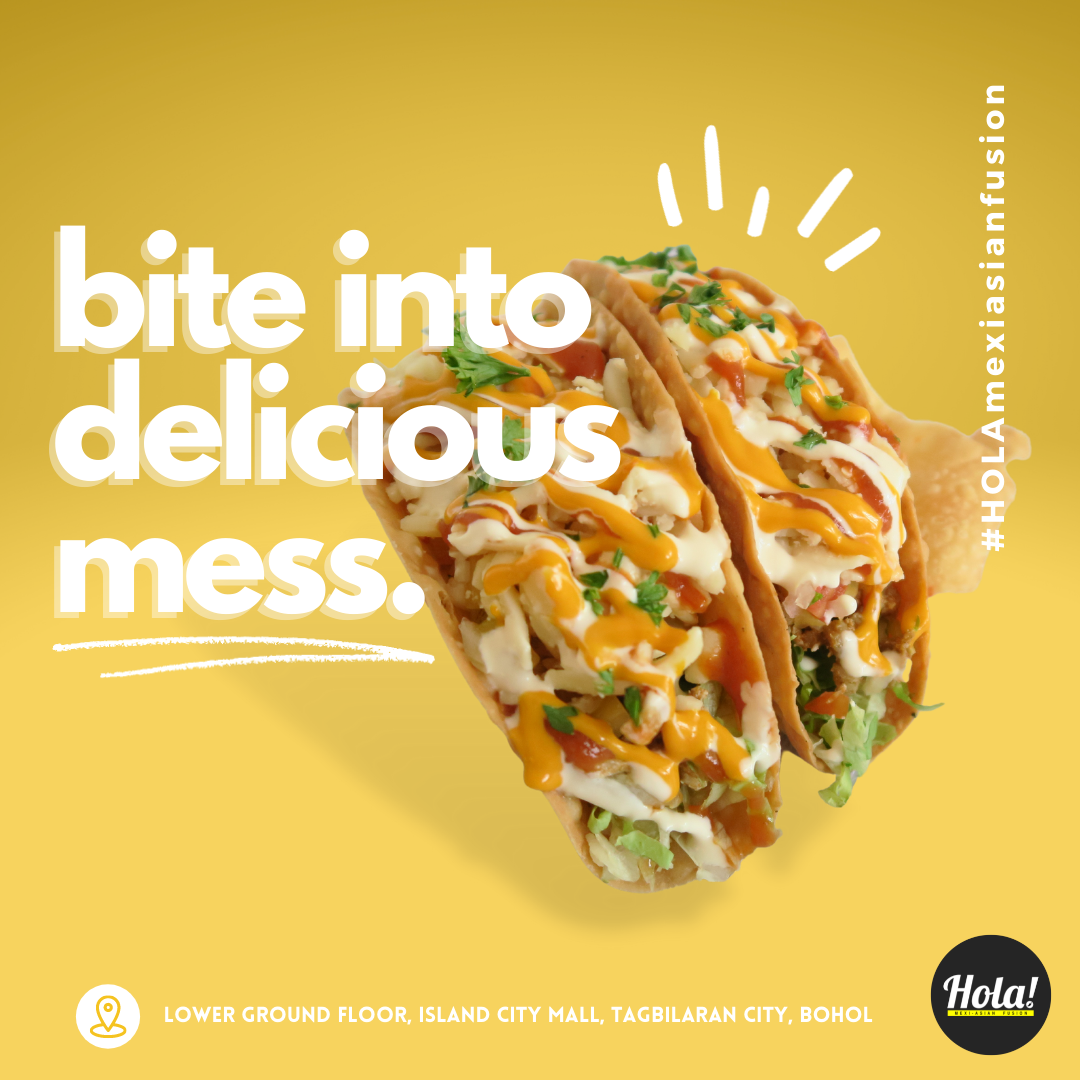 bite into
delicious
mess.
#HOLAmexiasianfusion
LOWER GROUND FLOOR, ISLAND CITY MALL, TAGBILARAN CITY, BOHOL
Hola!
MEXI-ASIAN FUSION